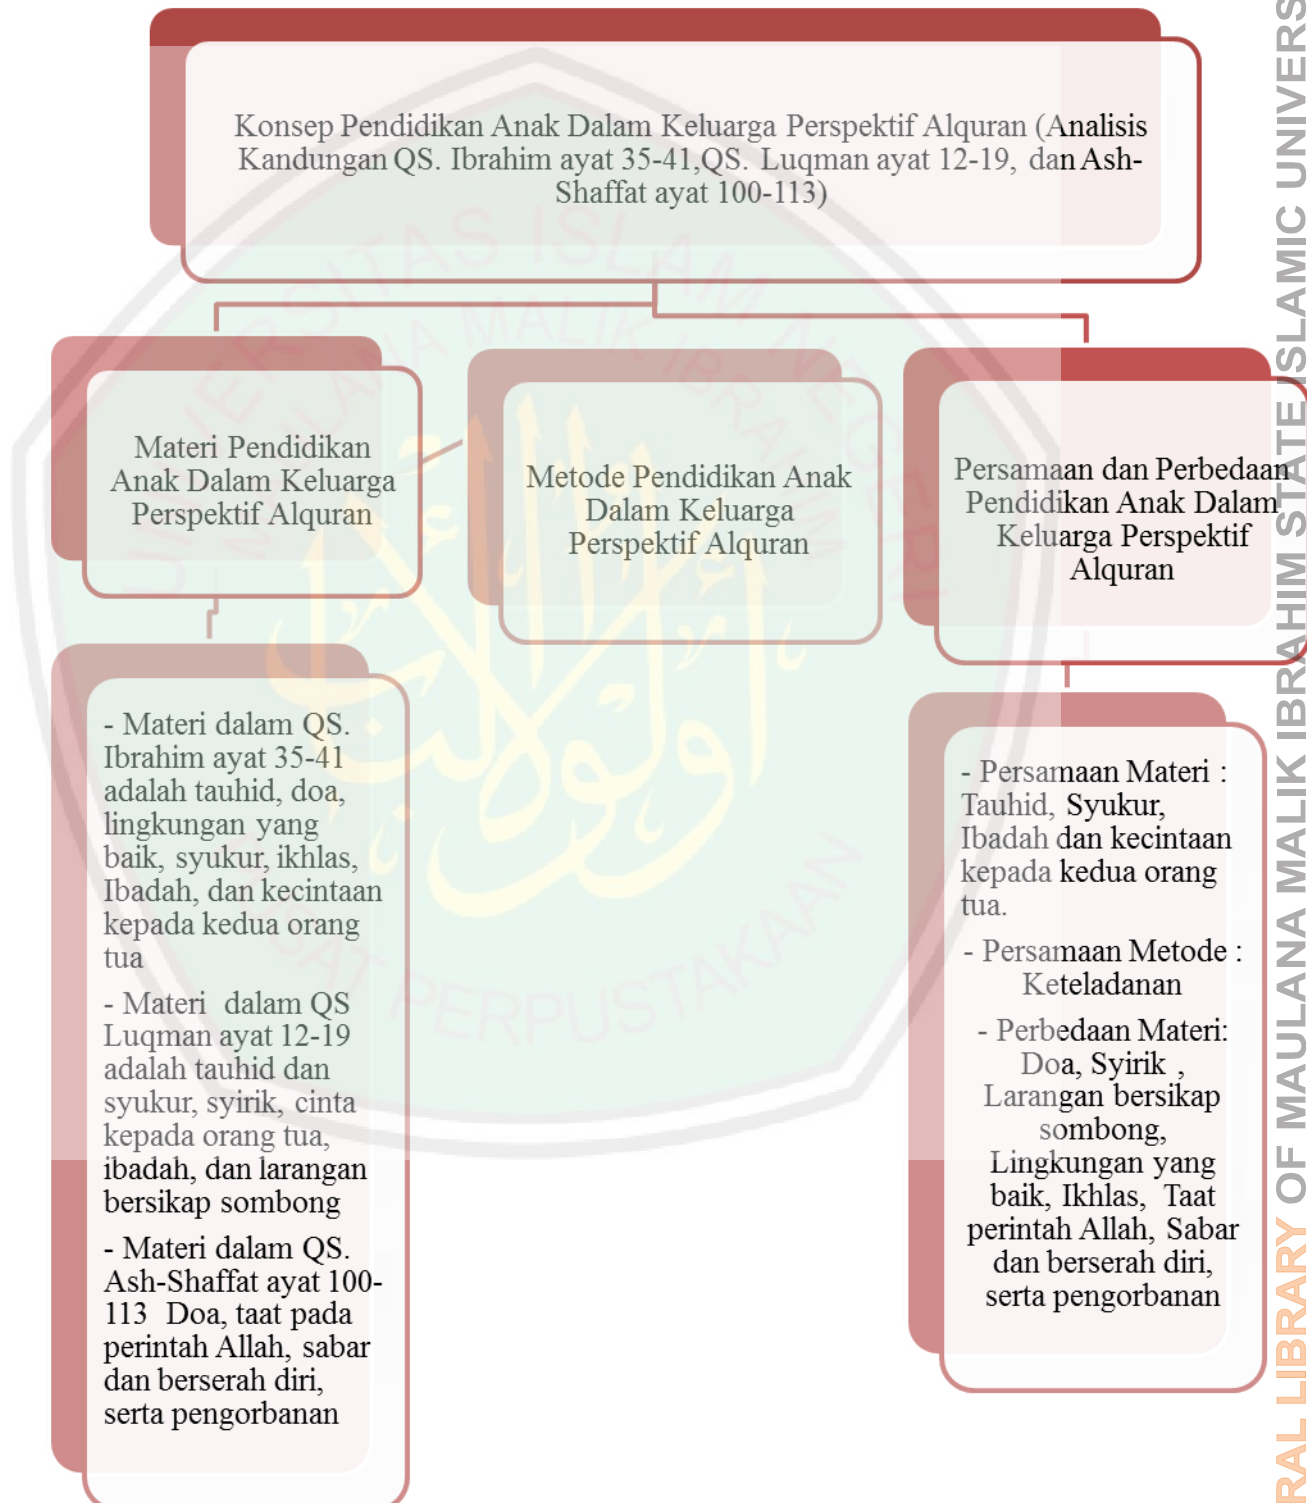 Konsep Pendidikan Anak Dalam Keluarga Perspektif Alquran (Analisis
Kandungan QS. Ibrahim ayat 35-41,QS. Luqman ayat 12-19, dan Ash-
Shaffat ayat 100-113)
Materi Pendidikan
Anak Dalam Keluarga
Perspektif Alquran
Metode Pendidikan Anak
Dalam Keluarga
Perspektif Alquran
Persamaan dan Perbedaan
Pendidikan Anak Dalam
Keluarga Perspektif
Alquran
- Materi dalam QS.
Ibrahim ayat 35-41
adalah tauhid, doa,
lingkungan yang
baik, syukur, ikhlas,
Ibadah, dan kecintaan
kepada kedua orang
tua
- Materi dalam QS
Luqman ayat 12-19
adalah tauhid dan
syukur, syirik, cinta
kepada orang tua,
ibadah, dan larangan
bersikap sombong
- Materi dalam QS.
Ash-Shaffat ayat 100-
113 Doa, taat pada
perintah Allah, sabar
dan berserah diri,
serta pengorbanan
- Persamaan Materi :
Tauhid, Syukur,
Ibadah dan kecintaan
kepada kedua orang
tua.
- Persamaan Metode :
Keteladanan
- Perbedaan Materi:
Doa, Syirik ,
Larangan bersikap
sombong,
Lingkungan yang
baik, Ikhlas, Taat
perintah Allah, Sabar
dan berserah diri,
serta pengorbanan
UNIVERSITAS ISLAM NEGERI
MAULANA MALIK IBRAHIM
PUSAT PERPUSTAKAAN
RAL LIBRARY OF MAULANA MALIK IBRAHIM STATE ISLAMIC UNIVERS